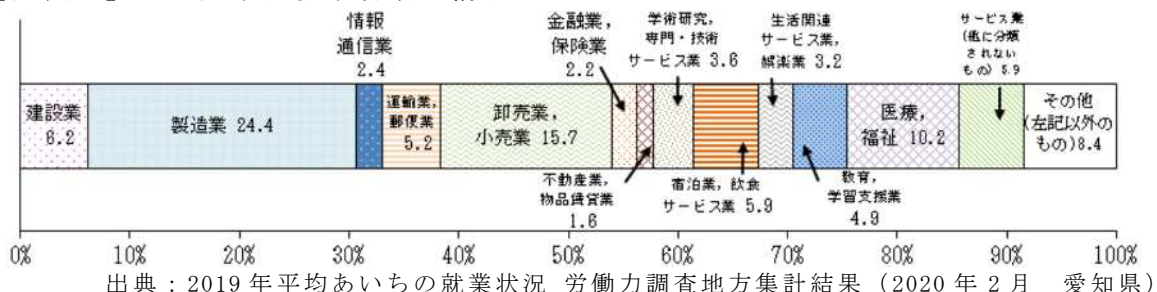 情報
通信業
2.4
金融業，
保険業
2.2
学術研究，
専門・技術
サービス業 3.6
生活関連
サービス業，
娯楽業 3.2
サービス業
(他に分類
されない
もの) 5.9
建設業
6.2
製造業 24.4
運輸業，
郵便業
5.2
卸売業，
小売業 15.7
医療，
福祉 10.2
その他
(左記以外の
もの)8.4
不動産業，
物品賃貸業
1.6
宿泊業，飲食
サービス業 5.9
教育，
学習支援業
4.9
0% 10% 20% 30% 40% 50% 60% 70% 80% 90% 100%
出典：2019年平均あいちの就業状況 労働力調査地方集計結果（2020年2月 愛知県）